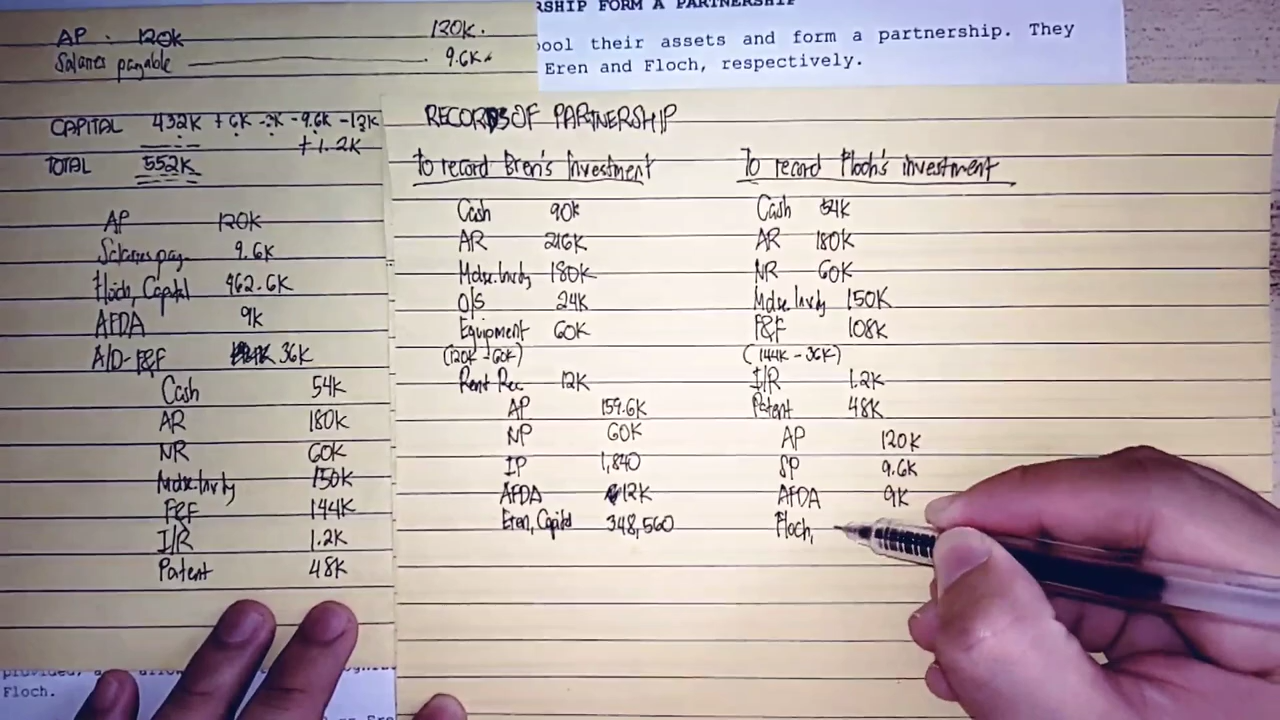 RSHIP FORM A PARTNERSHIP
ool their assets and form a partnership. They
Eren and Floch, respectively.
AP . 120K 120K.
Salaries payable 9.6K
CAPITAL 432K + 6K -3K - 9.6K - 12K
+ 1.2K
TOTAL 552K
AP 120K
Salaries pay. 9.6K
Floch, Capital 462.6K
AFDA 9K
A/D- F&F 36K
Cash 54K
AR 180K
NR 60K
Mdse. Invty 150K
F&F 144K
I/R 1.2K
Patent 48K
RECORDS OF PARTNERSHIP
To record Eren's Investment
Cash 90K
AR 216K
Mdse. Invty 180K
O/S 24K
Equipment 60K
(120K - 60K)
Rent Rec 12K
AP 159.6K
NP 60K
IP 1,840
AFDA 12K
Eren, Capital 348,560
To record Floch's investment
Cash 54K
AR 180K
NR 60K
Mdse Invty 150K
F&F 108K
(144K - 36K)
I/R 1.2K
Patent 48K
AP 120K
SP 9.6K
AFDA 9K
Floch,
Floch.